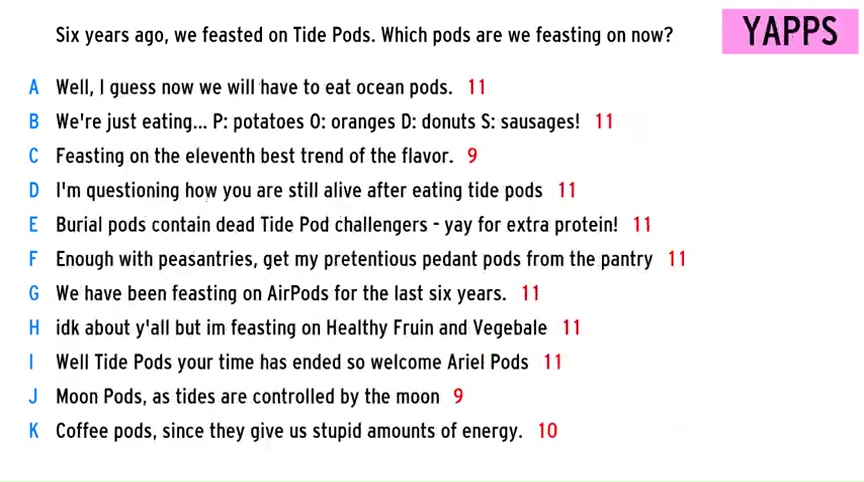 Six years ago, we feasted on Tide Pods. Which pods are we feasting on now?
YAPPS
A Well, I guess now we will have to eat ocean pods. 11
B We're just eating... P: potatoes O: oranges D: donuts S: sausages! 11
C Feasting on the eleventh best trend of the flavor. 9
D I'm questioning how you are still alive after eating tide pods 11
E Burial pods contain dead Tide Pod challengers - yay for extra protein! 11
F Enough with peasantries, get my pretentious pedant pods from the pantry 11
G We have been feasting on AirPods for the last six years. 11
H idk about y'all but im feasting on Healthy Fruin and Vegebale 11
I Well Tide Pods your time has ended so welcome Ariel Pods 11
J Moon Pods, as tides are controlled by the moon 9
K Coffee pods, since they give us stupid amounts of energy. 10